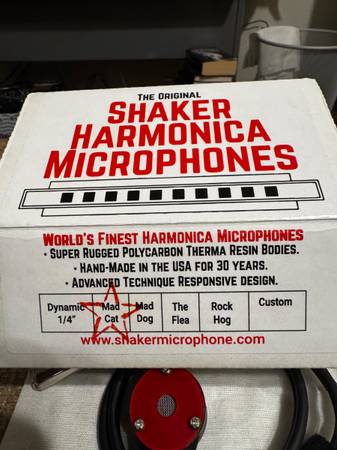 The Original
Shaker
Harmonica
Microphones
World's Finest Harmonica Microphones
• Super Rugged Polycarbon Therma Resin Bodies.
• Hand-Made in the USA for 30 years.
• Advanced Technique Responsive design.
Dynamic 1/4" Mad Cat Mad Dog The Flea Rock Hog Custom
www.shakermicrophone.com